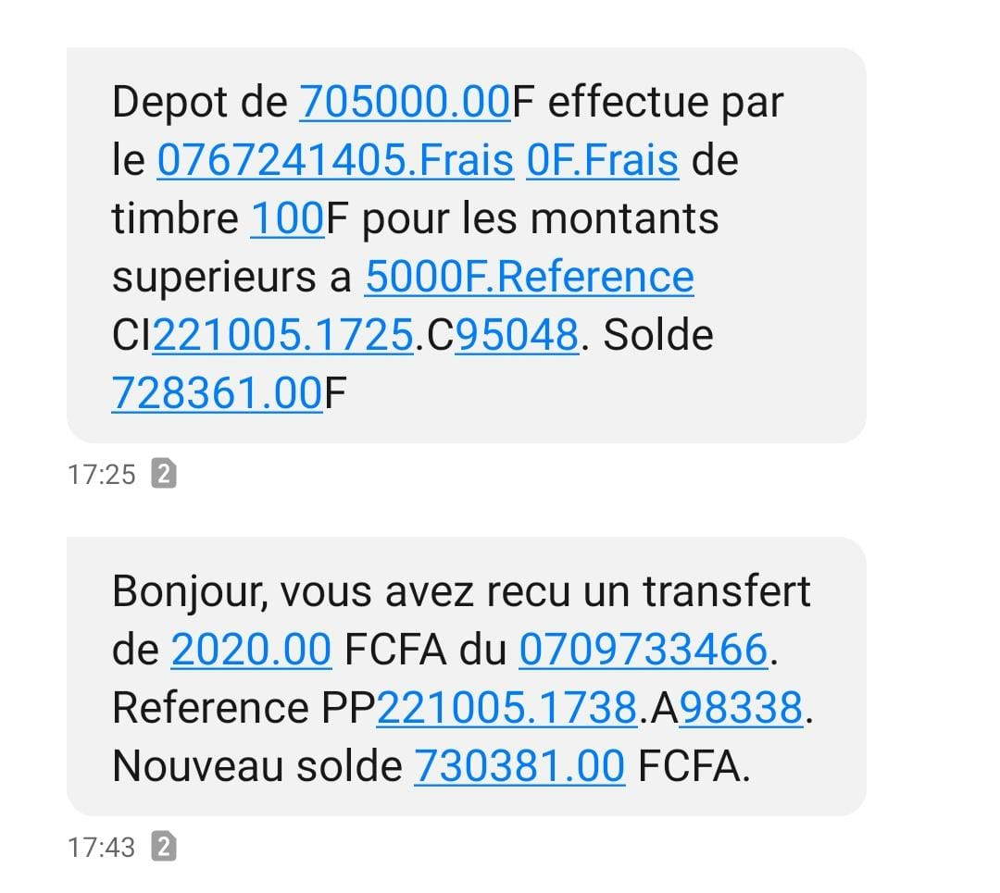 Depot de 705000.00F effectue par
le 0767241405.Frais 0F.Frais de
timbre 100F pour les montants
superieurs a 5000F.Reference
CI221005.1725.C95048. Solde
728361.00F
17:25 2
Bonjour, vous avez recu un transfert
de 2020.00 FCFA du 0709733466.
Reference PP221005.1738.A98338.
Nouveau solde 730381.00 FCFA.
17:43 2